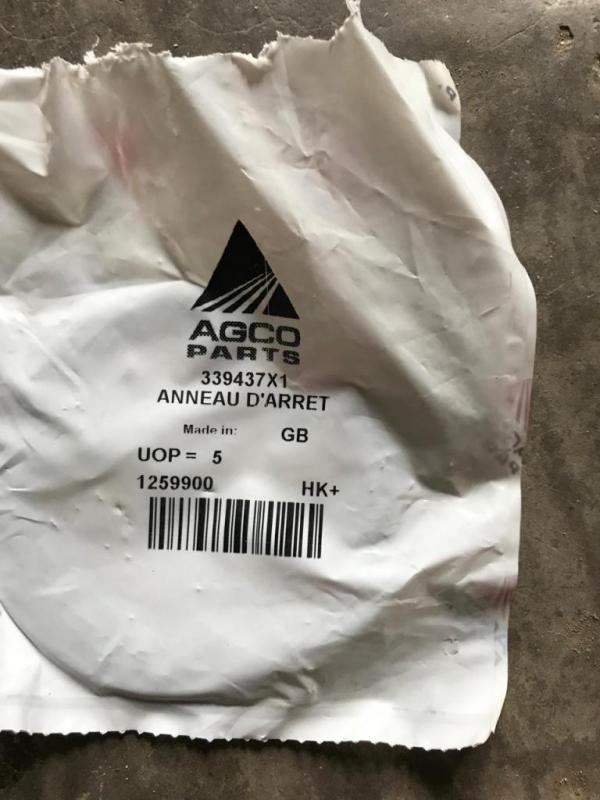 AGCO
PARTS
339437X1
ANNEAU D'ARRET
Made in: GB
UOP = 5
1259900 HK+